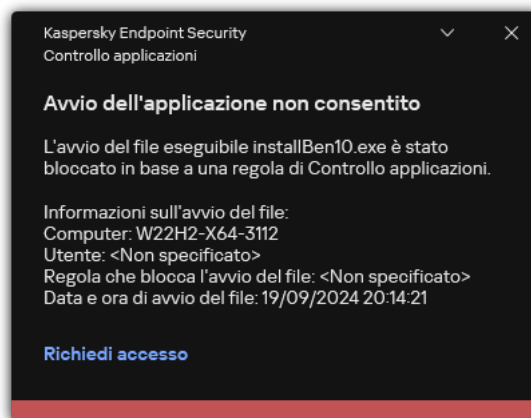 Kaspersky Endpoint Security
Controllo applicazioni
Avvio dell'applicazione non consentito
L'avvio del file eseguibile installBen10.exe è stato
bloccato in base a una regola di Controllo applicazioni.
Informazioni sull'avvio del file:
Computer: W22H2-X64-3112
Utente: <Non specificato>
Regola che blocca l'avvio del file: <Non specificato>
Data e ora di avvio del file: 19/09/2024 20:14:21
Richiedi accesso